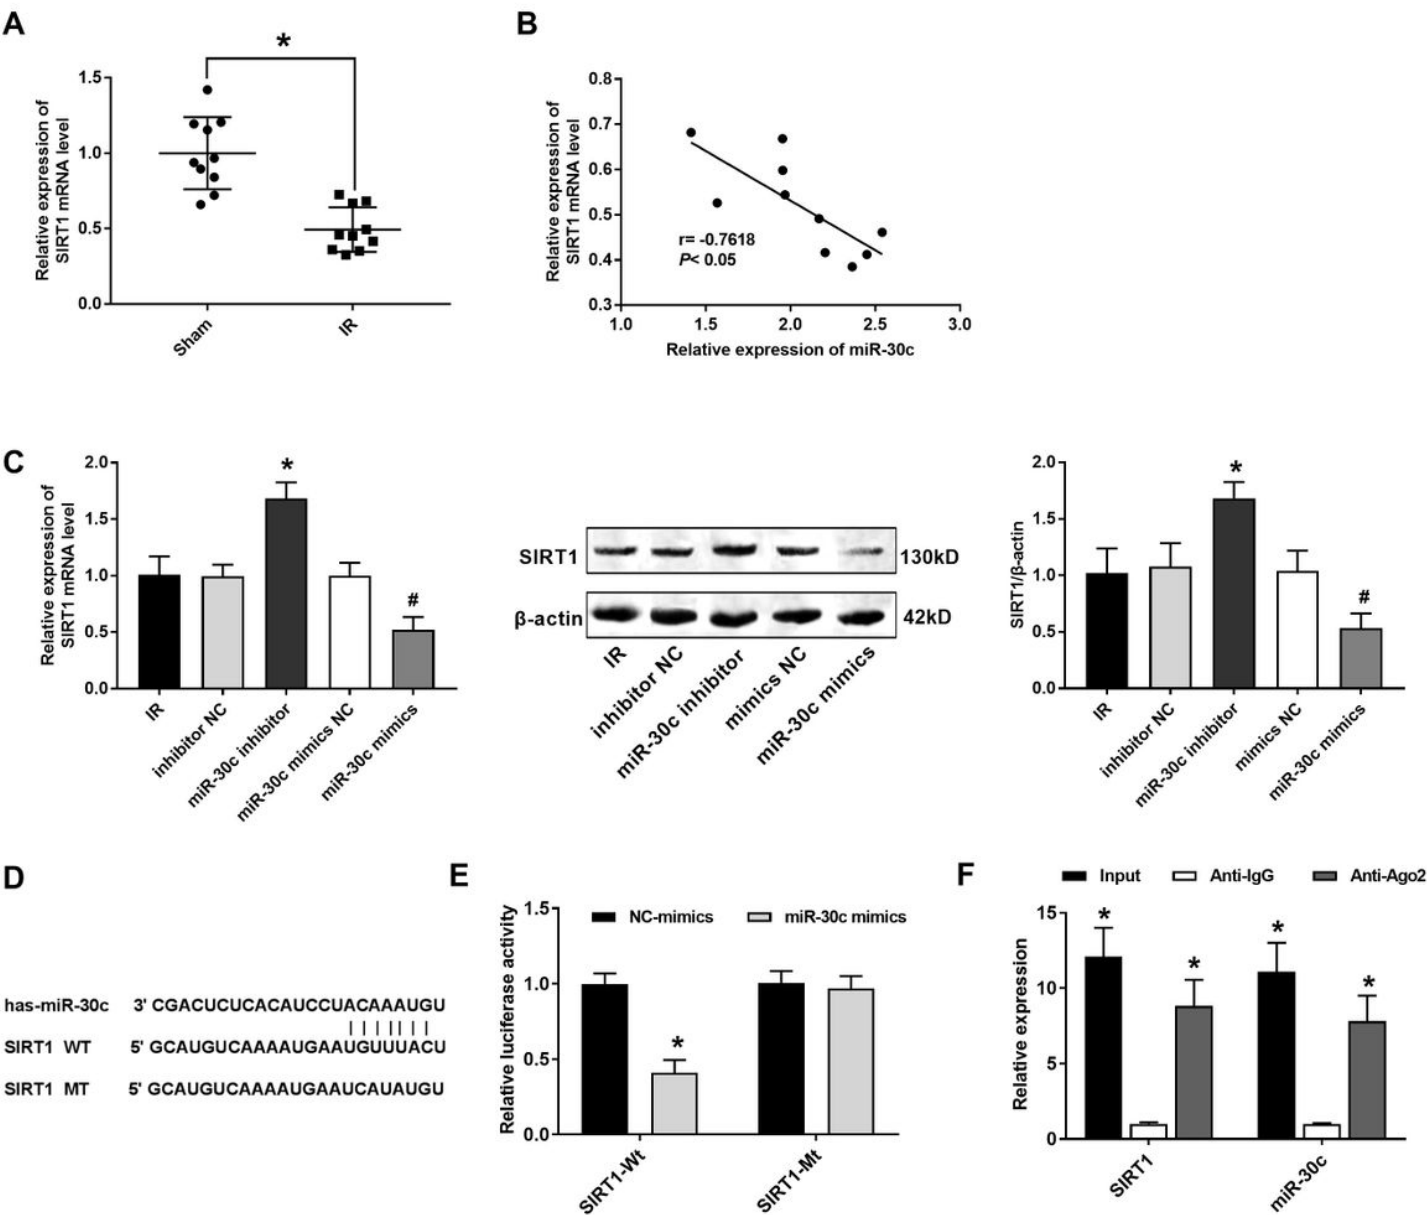 A
*
Relative expression of
SIRT1 mRNA level
1.5
1.0
0.5
0.0
Sham
IR
B
Relative expression of
SIRT1 mRNA level
0.8
0.7
0.6
0.5
0.4
0.3
r= -0.7618
P< 0.05
1.0
1.5
2.0
2.5
3.0
Relative expression of miR-30c
C
Relative expression of
SIRT1 mRNA level
2.0
1.5
1.0
0.5
0.0
*
#
IR
inhibitor NC
miR-30c inhibitor
miR-30c mimics NC
miR-30c mimics
SIRT1
130kD
β-actin
42kD
IR
inhibitor NC
miR-30c inhibitor
mimics NC
miR-30c mimics
SIRT1/β-actin
2.0
1.5
1.0
0.5
0.0
*
#
IR
inhibitor NC
miR-30c inhibitor
mimics NC
miR-30c mimics
D
has-miR-30c 3' CGACUCUCACAUCCUACAAAUGU
SIRT1 WT 5' GCAUGUCAAAAUGAAUGUUUACU
SIRT1 MT 5' GCAUGUCAAAAUGAAUCAUAUGU
E
Relative luciferase activity
1.5
1.0
0.5
0.0
NC-mimics
miR-30c mimics
*
SIRT1-Wt
SIRT1-Mt
F
Input
Anti-IgG
Anti-Ago2
Relative expression
15
10
5
0
*
*
*
*
SIRT1
miR-30c